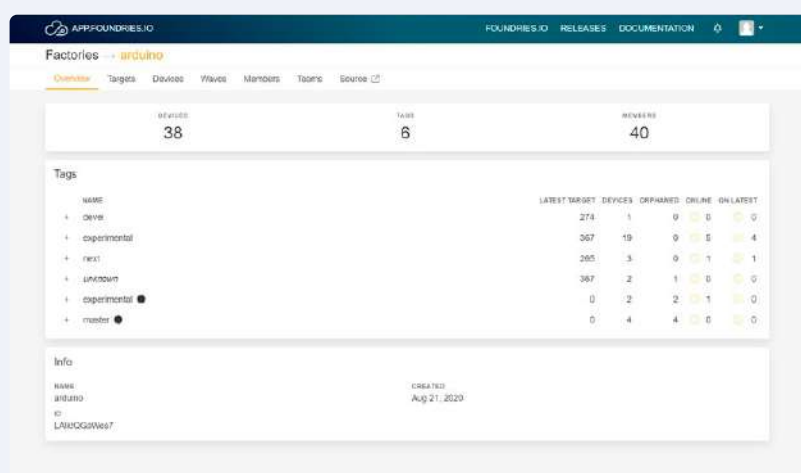 APP.FOUNDRIES.IO FOUNDRIES.IO RELEASES DOCUMENTATION
Factories → arduino
Overview Targets Devices Waves Members Teams Source
DEVICES TAGS MEMBERS
38 6 40
Tags
NAME LATEST TARGET DEVICES ORPHANED ONLINE ON LATEST
+ devel 274 1 0 0 0
+ experimental 367 19 0 5 4
+ next 265 3 0 1 1
+ unknown 367 2 1 0 0
+ experimental 0 2 2 1 0
+ master 0 4 4 0 0
Info
NAME CREATED
arduino Aug 21, 2020
ID